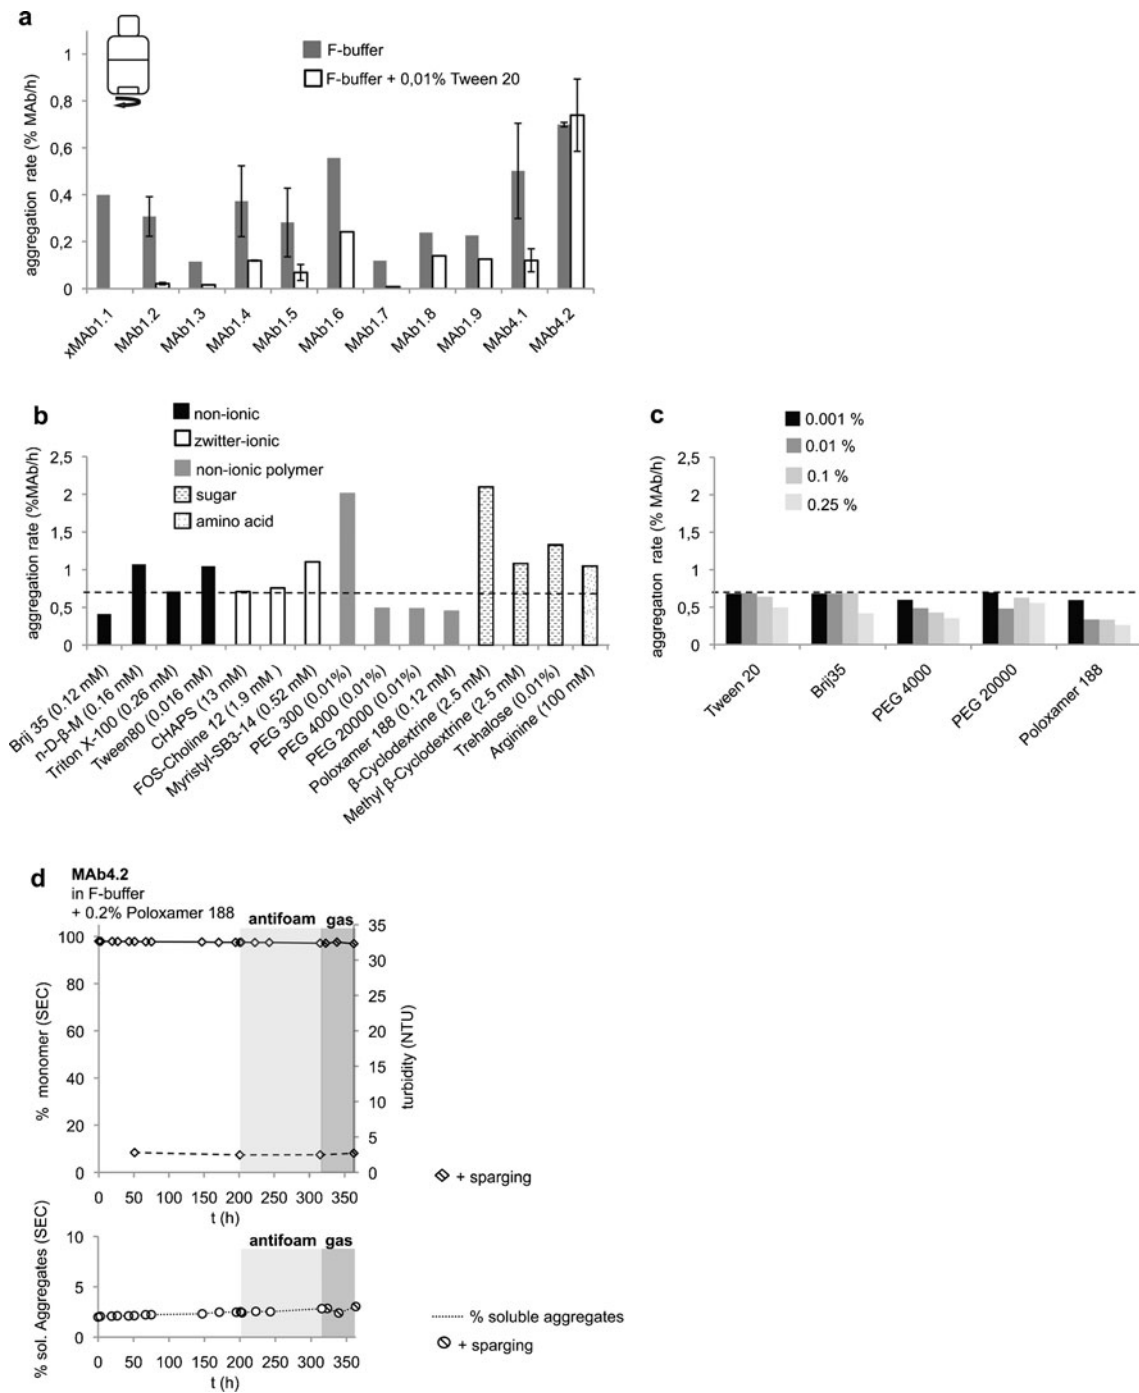 a
F-buffer
F-buffer + 0,01% Tween 20
aggregation rate (% MAb/h)
1
0,8
0,6
0,4
0,2
0
xMAb1.1
MAb1.2
MAb1.3
MAb1.4
MAb1.5
MAb1.6
MAb1.7
MAb1.8
MAb1.9
MAb4.1
MAb4.2
b
non-ionic
zwitter-ionic
non-ionic polymer
sugar
amino acid
aggregation rate (%MAb/h)
2,5
2
1,5
1
0,5
0
Brij 35 (0.12 mM)
n-D-β-M (0.16 mM)
Triton X-100 (0.26 mM)
Tween80 (0.016 mM)
CHAPS (13 mM)
FOS-Choline 12 (1.9 mM )
Myristyl-SB3-14 (0.52 mM)
PEG 300 (0.01%)
PEG 4000 (0.01%)
PEG 20000 (0.01%)
Poloxamer 188 (0.12 mM)
β-Cyclodextrine (2.5 mM)
Methyl β-Cyclodextrine (2.5 mM)
Trehalose (0.01%)
Arginine (100 mM)
c
0.001 %
0.01 %
0.1 %
0.25 %
aggregation rate (% MAb/h)
2,5
2
1,5
1
0,5
0
Tween 20
Brij35
PEG 4000
PEG 20000
Poloxamer 188
d
MAb4.2
in F-buffer
+ 0.2% Poloxamer 188
antifoam gas
% monomer (SEC)
100
80
60
40
20
0
turbidity (NTU)
35
30
25
20
15
10
5
0
0 50 100 150 200 250 300 350
t (h)
+ sparging
antifoam gas
% sol. Aggregates (SEC)
10
5
0
0 50 100 150 200 250 300 350
t (h)
% soluble aggregates
+ sparging